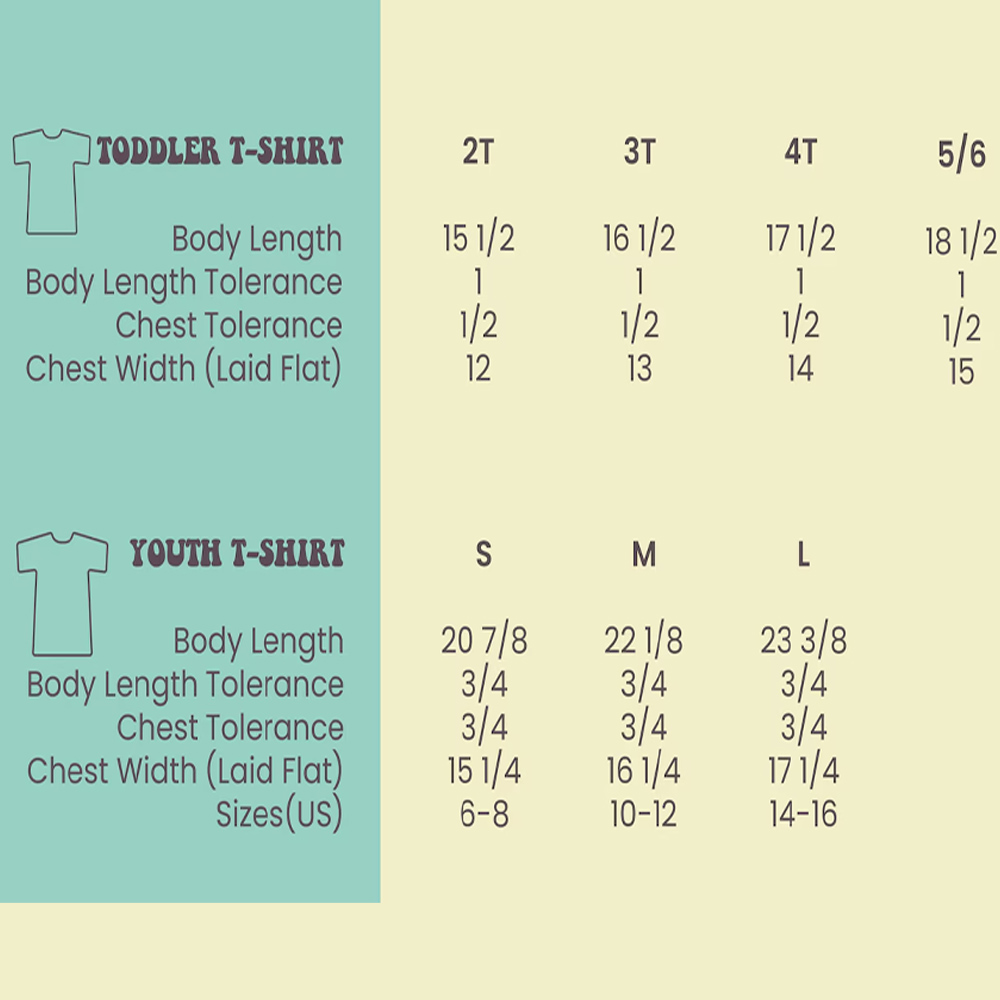 TODDLER T-SHIRT 2T 3T 4T 5/6
Body Length 15 1/2 16 1/2 17 1/2 18 1/2
Body Length Tolerance 1 1 1 1
Chest Tolerance 1/2 1/2 1/2 1/2
Chest Width (Laid Flat) 12 13 14 15
YOUTH T-SHIRT S M L
Body Length 20 7/8 22 1/8 23 3/8
Body Length Tolerance 3/4 3/4 3/4
Chest Tolerance 3/4 3/4 3/4
Chest Width (Laid Flat) 15 1/4 16 1/4 17 1/4
Sizes(US) 6-8 10-12 14-16